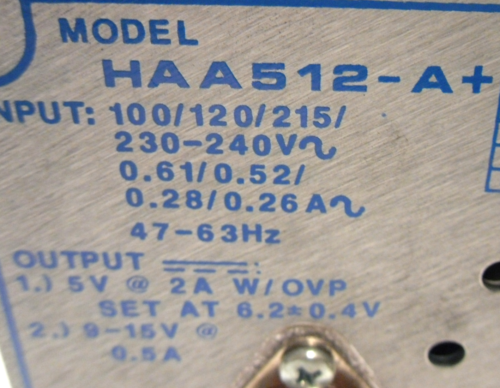 MODEL
HAA512-A+
NPUT: 100/120/215/
230-240V∿
0.61/0.52/
0.28/0.26A∿
47-63Hz
OUTPUT ⎓:
1.) 5V @ 2A W/OVP
SET AT 6.2±0.4V
2.) 9-15V @
0.5A